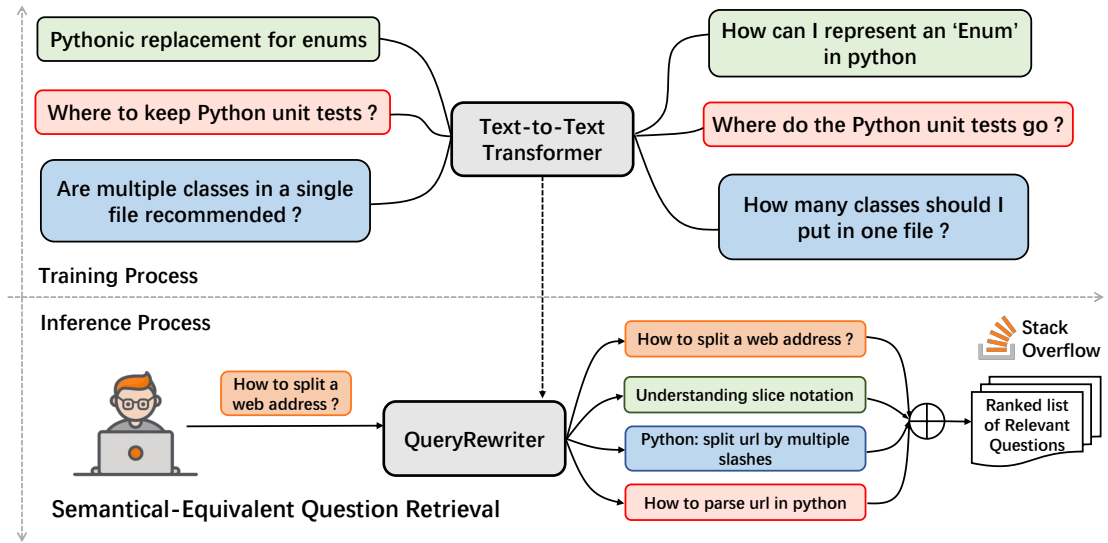 Pythonic replacement for enums
Where to keep Python unit tests ?
Are multiple classes in a single
file recommended ?
Text-to-Text
Transformer
How can I represent an ‘Enum’
in python
Where do the Python unit tests go ?
How many classes should I
put in one file ?
Training Process
Inference Process
How to split a
web address ?
QueryRewriter
How to split a web address ?
Understanding slice notation
Python: split url by multiple
slashes
How to parse url in python
Stack
Overflow
Ranked list
of Relevant
Questions
Semantical-Equivalent Question Retrieval